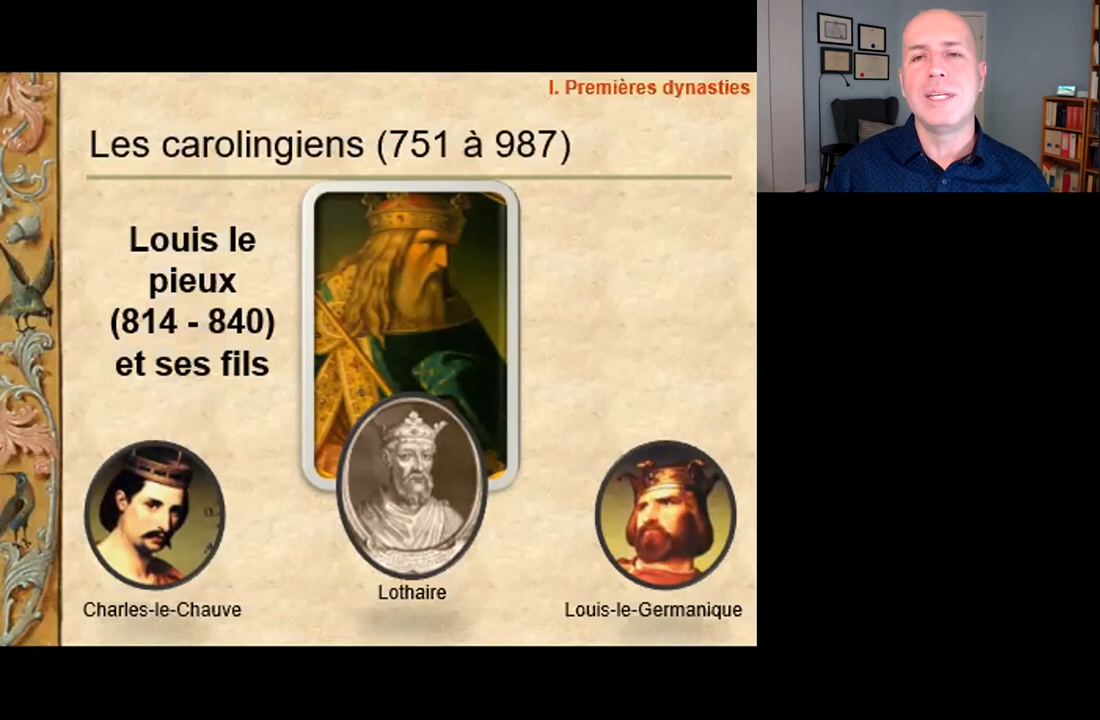 I. Premières dynasties
Les carolingiens (751 à 987)
Louis le
pieux
(814 - 840)
et ses fils
Lothaire
Charles-le-Chauve
Louis-le-Germanique